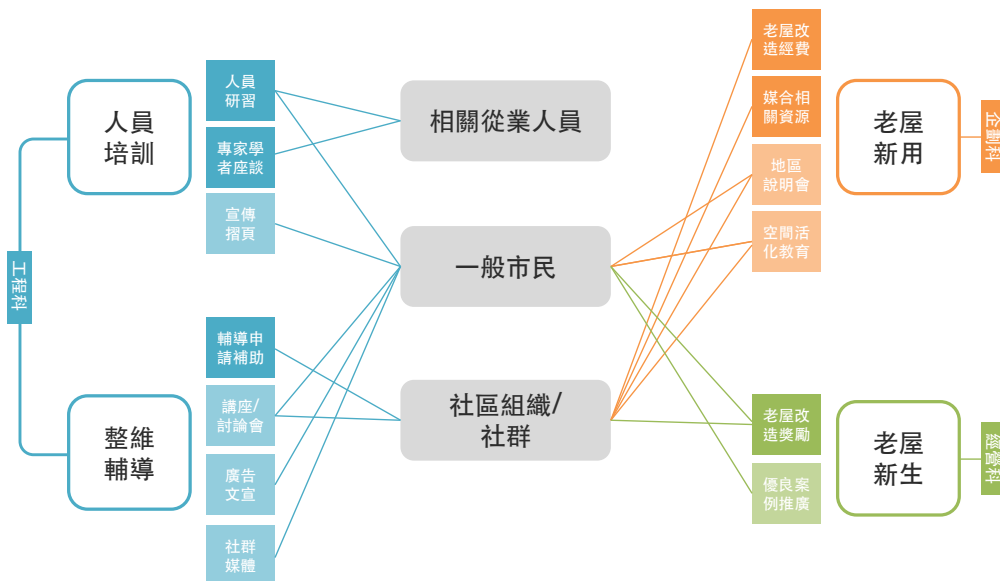 工程科
人員
培訓
整維
輔導
人員
研習
專家學
者座談
宣傳
摺頁
輔導申
請補助
講座/
討論會
廣告
文宣
社群
媒體
相關從業人員
一般市民
社區組織/
社群
老屋改
造經費
媒合相
關資源
地區
說明會
空間活
化教育
老屋改
造獎勵
優良案
例推廣
老屋
新用
老屋
新生
企劃科
經營科